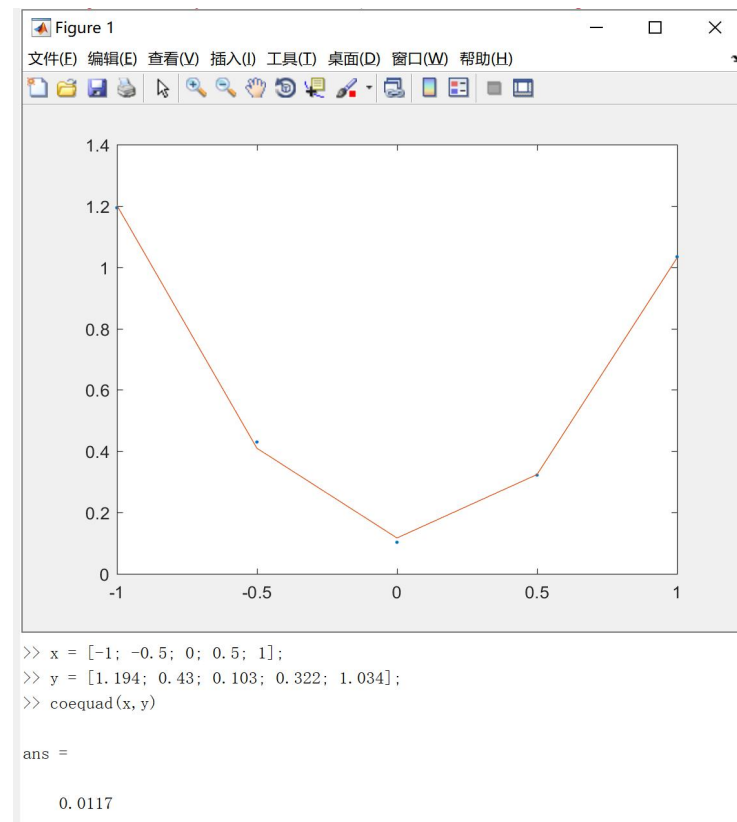 Figure 1
文件(F) 编辑(E) 查看(V) 插入(I) 工具(T) 桌面(D) 窗口(W) 帮助(H)
1.4
1.2
1
0.8
0.6
0.4
0.2
0
-1 -0.5 0 0.5 1
>> x = [-1; -0.5; 0; 0.5; 1];
>> y = [1.194; 0.43; 0.103; 0.322; 1.034];
>> coequad(x,y)
ans =
0.0117